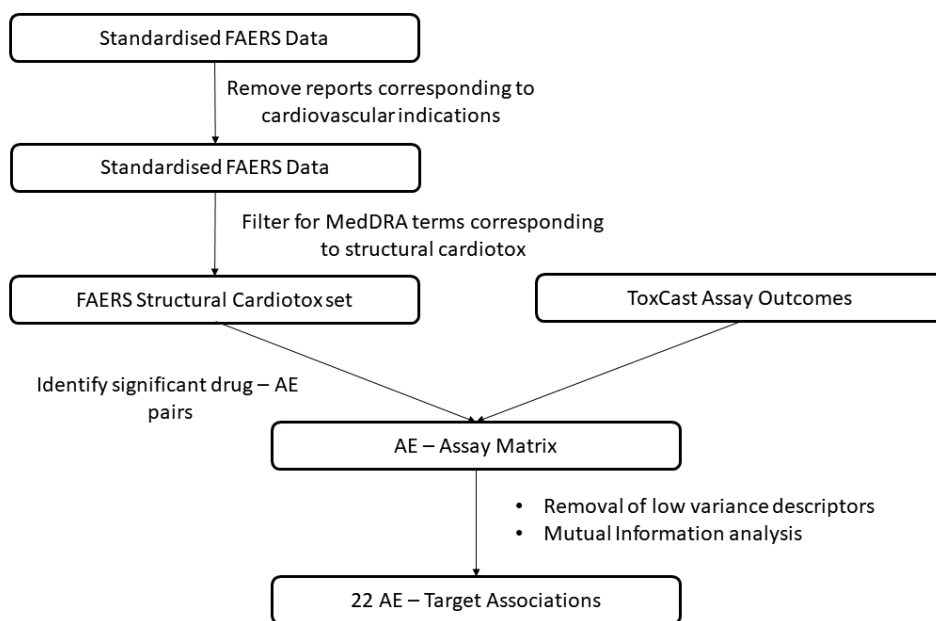 Standardised FAERS Data
Remove reports corresponding to
cardiovascular indications
Standardised FAERS Data
Filter for MedDRA terms corresponding
to structural cardiotox
FAERS Structural Cardiotox set
ToxCast Assay Outcomes
Identify significant drug – AE
pairs
AE – Assay Matrix
• Removal of low variance descriptors
• Mutual Information analysis
22 AE – Target Associations